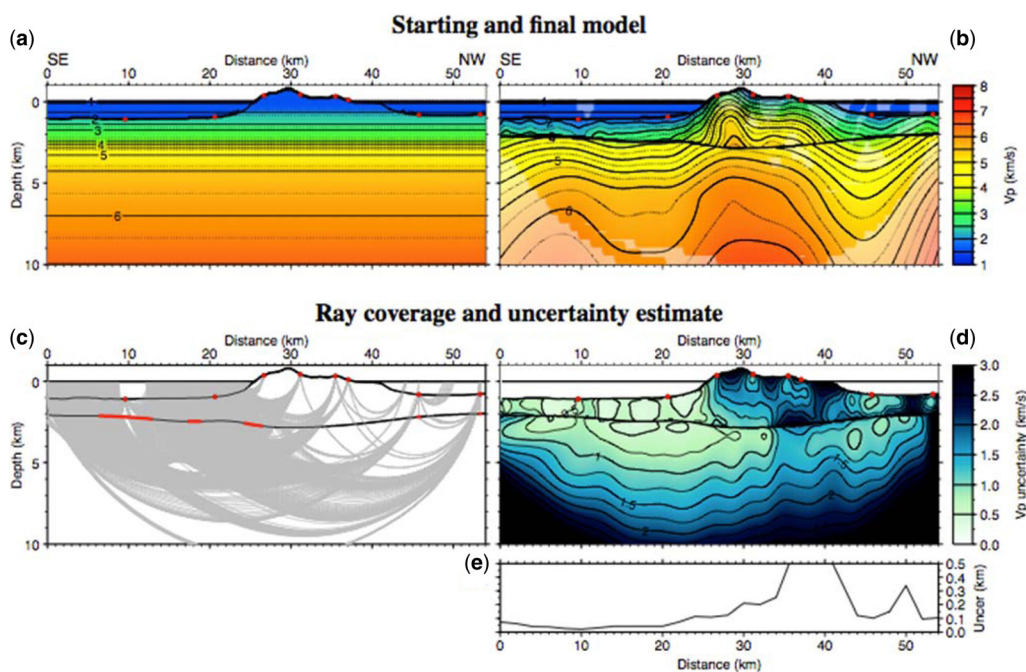 Starting and final model
(a) (b)
SE Distance (km) NW SE Distance (km) NW
0 10 20 30 40 50 0 10 20 30 40 50
Depth (km)
0
5
10
1
2
3
4
5
6
5
6
8
7
6
5
4
3
2
1
Vp (km/s)
Ray coverage and uncertainty estimate
(c) (d)
Distance (km) Distance (km)
0 10 20 30 40 50 0 10 20 30 40 50
Depth (km)
0
5
10
1
1.5
2
1.5
2
3.0
2.5
2.0
1.5
1.0
0.5
0.0
Vp uncertainty (km/s)
(e)
0.5
0.4
0.3
0.2
0.1
0.0
Uncer (km)
0 10 20 30 40 50
Distance (km)